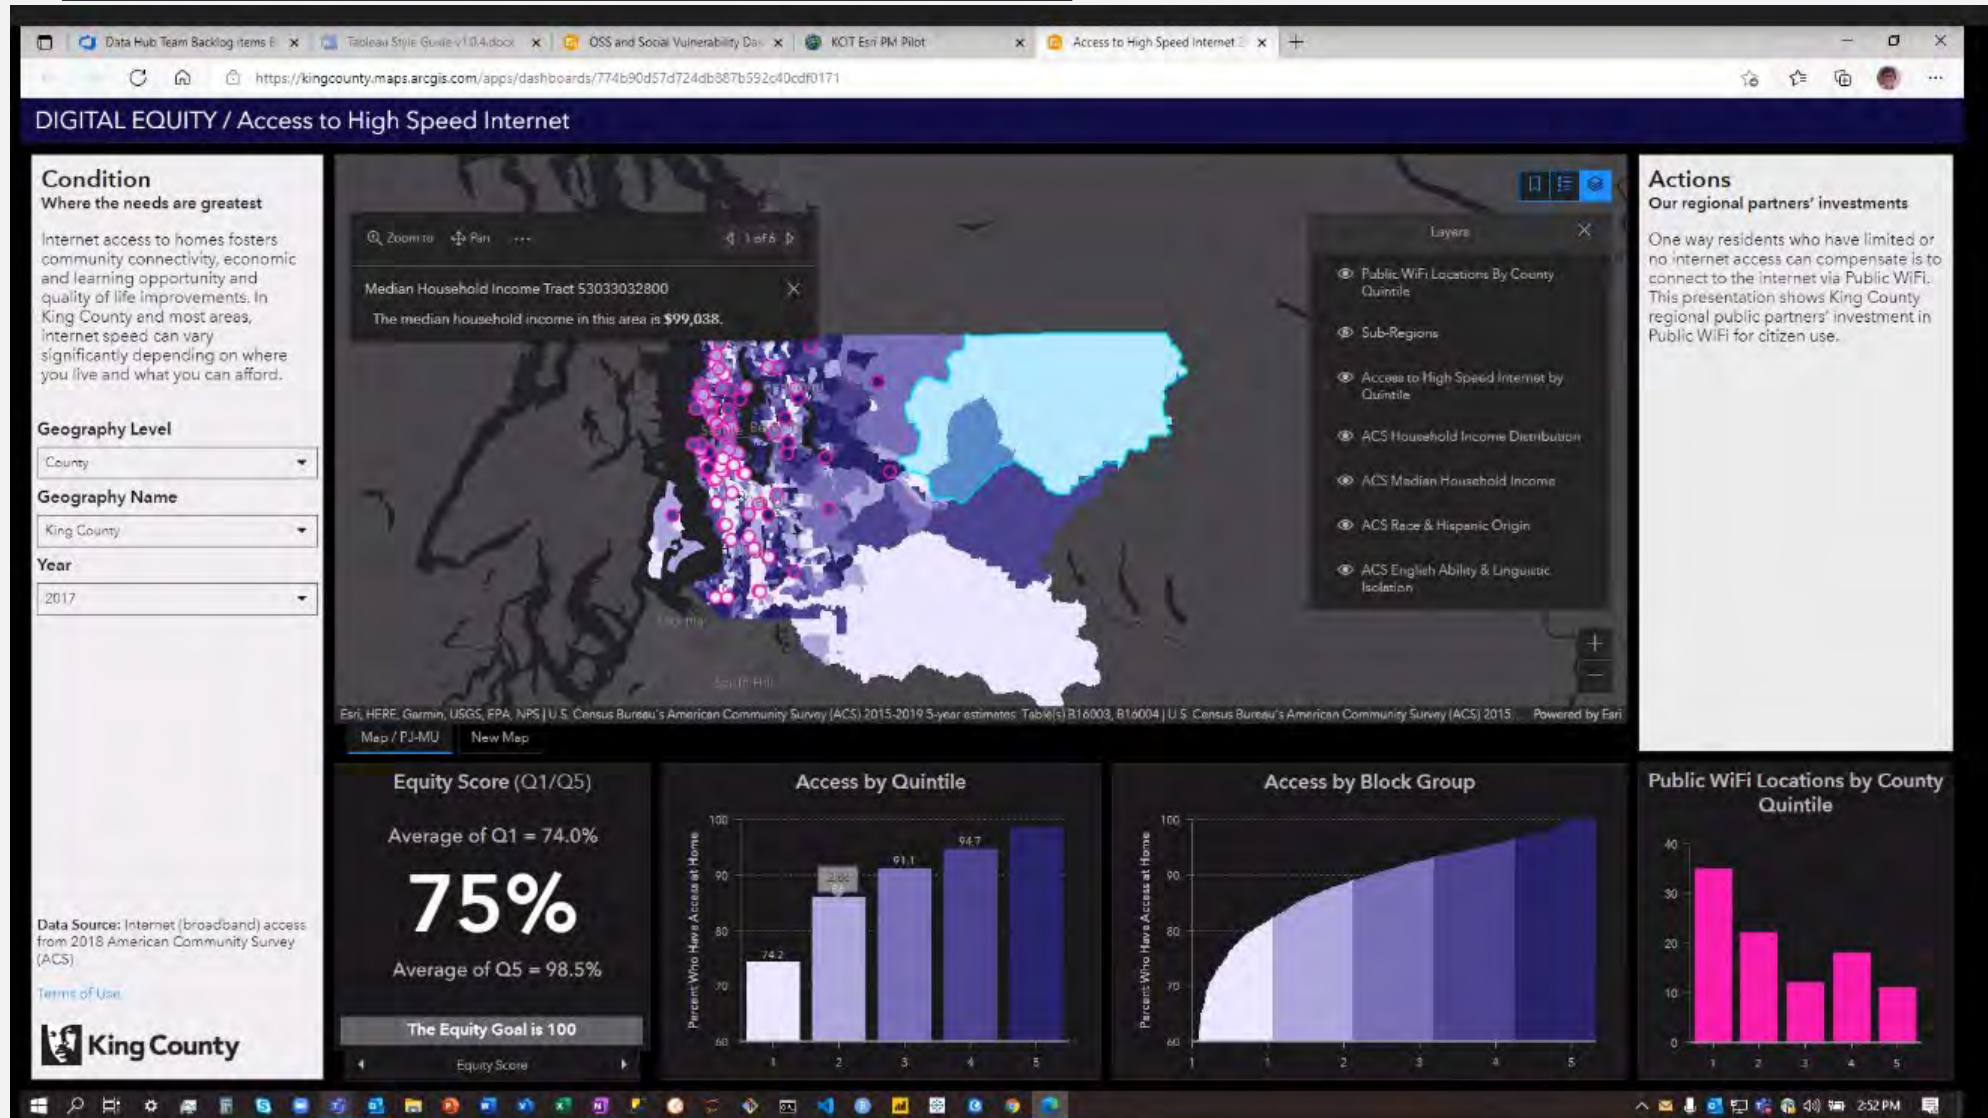 Data Hub Team Backlog items E
Tableau Style Guide v1.0.4.docx
OSS and Social Vulnerability Das
KCIT Esri PM Pilot
Access to High Speed Internet
https://kingcounty.maps.arcgis.com/apps/dashboards/774b90d57d724db887b592c40cdf0171
DIGITAL EQUITY / Access to High Speed Internet
Condition
Where the needs are greatest
Internet access to homes fosters
community connectivity, economic
and learning opportunity and
quality of life improvements. In
King County and most areas,
internet speed can vary
significantly depending on where
you live and what you can afford.
Geography Level
County
Geography Name
King County
Year
2017
Data Source: Internet (broadband) access
from 2018 American Community Survey
(ACS)
Terms of Use
King County
Zoom to
Pan
1 of 6
Median Household Income Tract 53033032800
The median household income in this area is $99,038.
Layers
Public WiFi Locations By County
Quintile
Sub-Regions
Access to High Speed Internet by
Quintile
ACS Household Income Distribution
ACS Median Household Income
ACS Race & Hispanic Origin
ACS English Ability & Linguistic
Isolation
South Hill
Esri, HERE, Garmin, USGS, EPA, NPS | U.S. Census Bureau's American Community Survey (ACS) 2015-2019 5-year estimates. Table(s) B16003, B16004 | U.S. Census Bureau's American Community Survey (ACS) 2015
Powered by Esri
Map / PJ-MU
New Map
Actions
Our regional partners' investments
One way residents who have limited or
no internet access can compensate is to
connect to the internet via Public WiFi.
This presentation shows King County
regional public partners' investment in
Public WiFi for citizen use.
Equity Score (Q1/Q5)
Average of Q1 = 74.0%
75%
Average of Q5 = 98.5%
The Equity Goal is 100
Equity Score
Access by Quintile
Percent Who Have Access at Home
100
90
80
70
60
74.2
91.1
94.7
1 2 3 4 5
Access by Block Group
Percent Who Have Access at Home
100
90
80
70
60
1 1 2 3 4 5
Public WiFi Locations by County
Quintile
40
30
20
10
0
1 2 3 4 5
2:52 PM